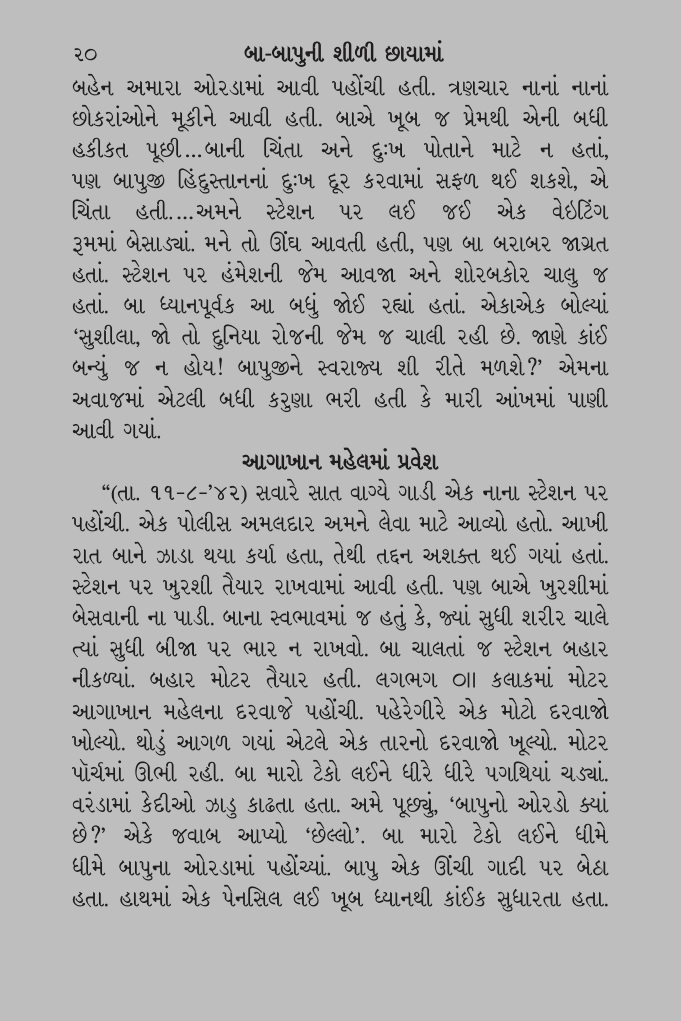 ૨૦ બા-બાપુની શીળી છાયામાં
બહેન અમારા ઓરડામાં આવી પહોંચી હતી. ત્રણચાર નાનાં નાનાં
છોકરાંઓને મૂકીને આવી હતી. બાએ ખૂબ જ પ્રેમથી એની બધી
હકીકત પૂછી...બાની ચિંતા અને દુઃખ પોતાને માટે ન હતાં,
પણ બાપુજી હિંદુસ્તાનનાં દુઃખ દૂર કરવામાં સફળ થઈ શકશે, એ
ચિંતા હતી....અમને સ્ટેશન પર લઈ જઈ એક વેઇટિંગ
રૂમમાં બેસાડ્યાં. મને તો ઊંઘ આવતી હતી, પણ બા બરાબર જાગ્રત
હતાં. સ્ટેશન પર હંમેશની જેમ આવજા અને શોરબકોર ચાલુ જ
હતાં. બા ધ્યાનપૂર્વક આ બધું જોઈ રહ્યાં હતાં. એકાએક બોલ્યાં
‘સુશીલા, જો તો દુનિયા રોજની જેમ જ ચાલી રહી છે. જાણે કાંઈ
બન્યું જ ન હોય! બાપુજીને સ્વરાજ્ય શી રીતે મળશે?’ એમના
અવાજમાં એટલી બધી કરુણા ભરી હતી કે મારી આંખમાં પાણી
આવી ગયાં.
આગાખાન મહેલમાં પ્રવેશ
“(તા. ૧૧-૮-’૪૨) સવારે સાત વાગ્યે ગાડી એક નાના સ્ટેશન પર
પહોંચી. એક પોલીસ અમલદાર અમને લેવા માટે આવ્યો હતો. આખી
રાત બાને ઝાડા થયા કર્યા હતા, તેથી તદ્દન અશક્ત થઈ ગયાં હતાં.
સ્ટેશન પર ખુરશી તૈયાર રાખવામાં આવી હતી. પણ બાએ ખુરશીમાં
બેસવાની ના પાડી. બાના સ્વભાવમાં જ હતું કે, જ્યાં સુધી શરીર ચાલે
ત્યાં સુધી બીજા પર ભાર ન રાખવો. બા ચાલતાં જ સ્ટેશન બહાર
નીકળ્યાં. બહાર મોટર તૈયાર હતી. લગભગ ૦ાા કલાકમાં મોટર
આગાખાન મહેલના દરવાજે પહોંચી. પહેરેગીરે એક મોટો દરવાજો
ખોલ્યો. થોડું આગળ ગયાં એટલે એક તારનો દરવાજો ખૂલ્યો. મોટર
પૉર્ચમાં ઊભી રહી. બા મારો ટેકો લઈને ધીરે ધીરે પગથિયાં ચડ્યાં.
વરંડામાં કેદીઓ ઝાડુ કાઢતા હતા. અમે પૂછ્યું, ‘બાપુનો ઓરડો ક્યાં
છે?’ એકે જવાબ આપ્યો ‘છેલ્લો’. બા મારો ટેકો લઈને ધીમે
ધીમે બાપુના ઓરડામાં પહોંચ્યાં. બાપુ એક ઊંચી ગાદી પર બેઠા
હતા. હાથમાં એક પેનસિલ લઈ ખૂબ ધ્યાનથી કાંઈક સુધારતા હતા.